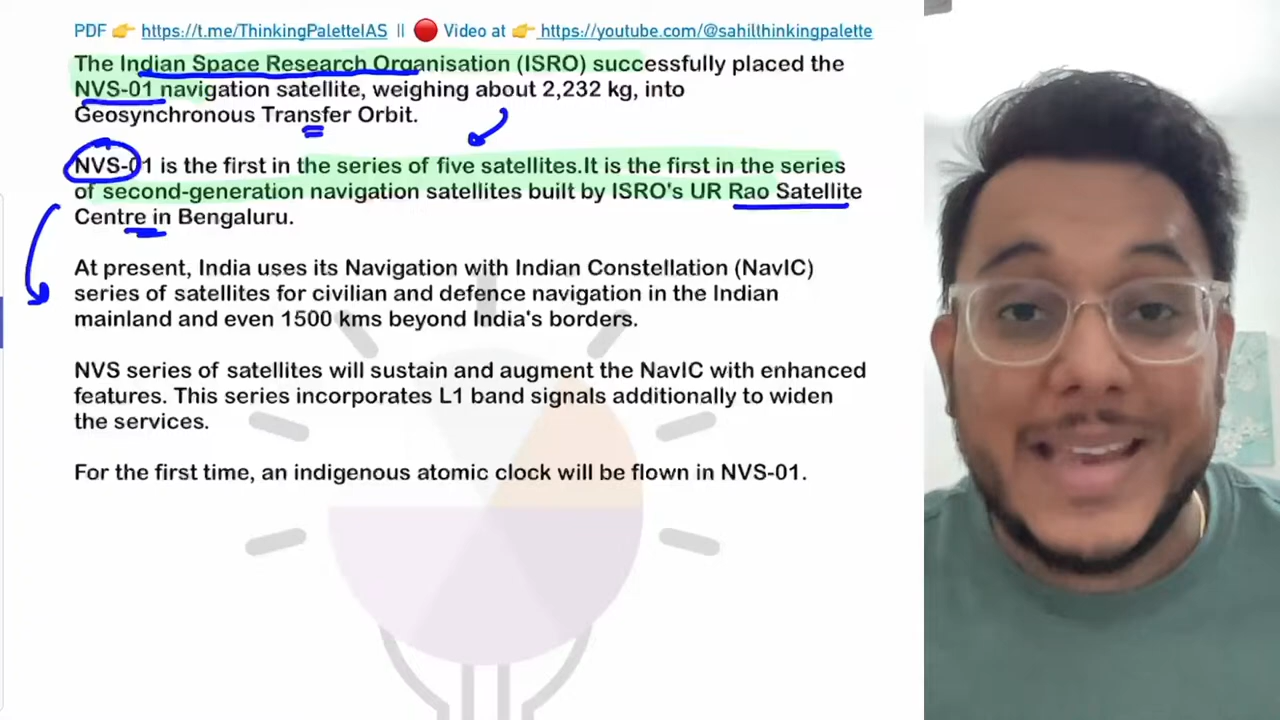 PDF 👉 https://t.me/ThinkingPaletteIAS || 🔴 Video at 👉 https://youtube.com/@sahilthinkingpalette
The Indian Space Research Organisation (ISRO) successfully placed the
NVS-01 navigation satellite, weighing about 2,232 kg, into
Geosynchronous Transfer Orbit.
NVS-01 is the first in the series of five satellites.It is the first in the series
of second-generation navigation satellites built by ISRO's UR Rao Satellite
Centre in Bengaluru.
At present, India uses its Navigation with Indian Constellation (NavIC)
series of satellites for civilian and defence navigation in the Indian
mainland and even 1500 kms beyond India's borders.
NVS series of satellites will sustain and augment the NavIC with enhanced
features. This series incorporates L1 band signals additionally to widen
the services.
For the first time, an indigenous atomic clock will be flown in NVS-01.